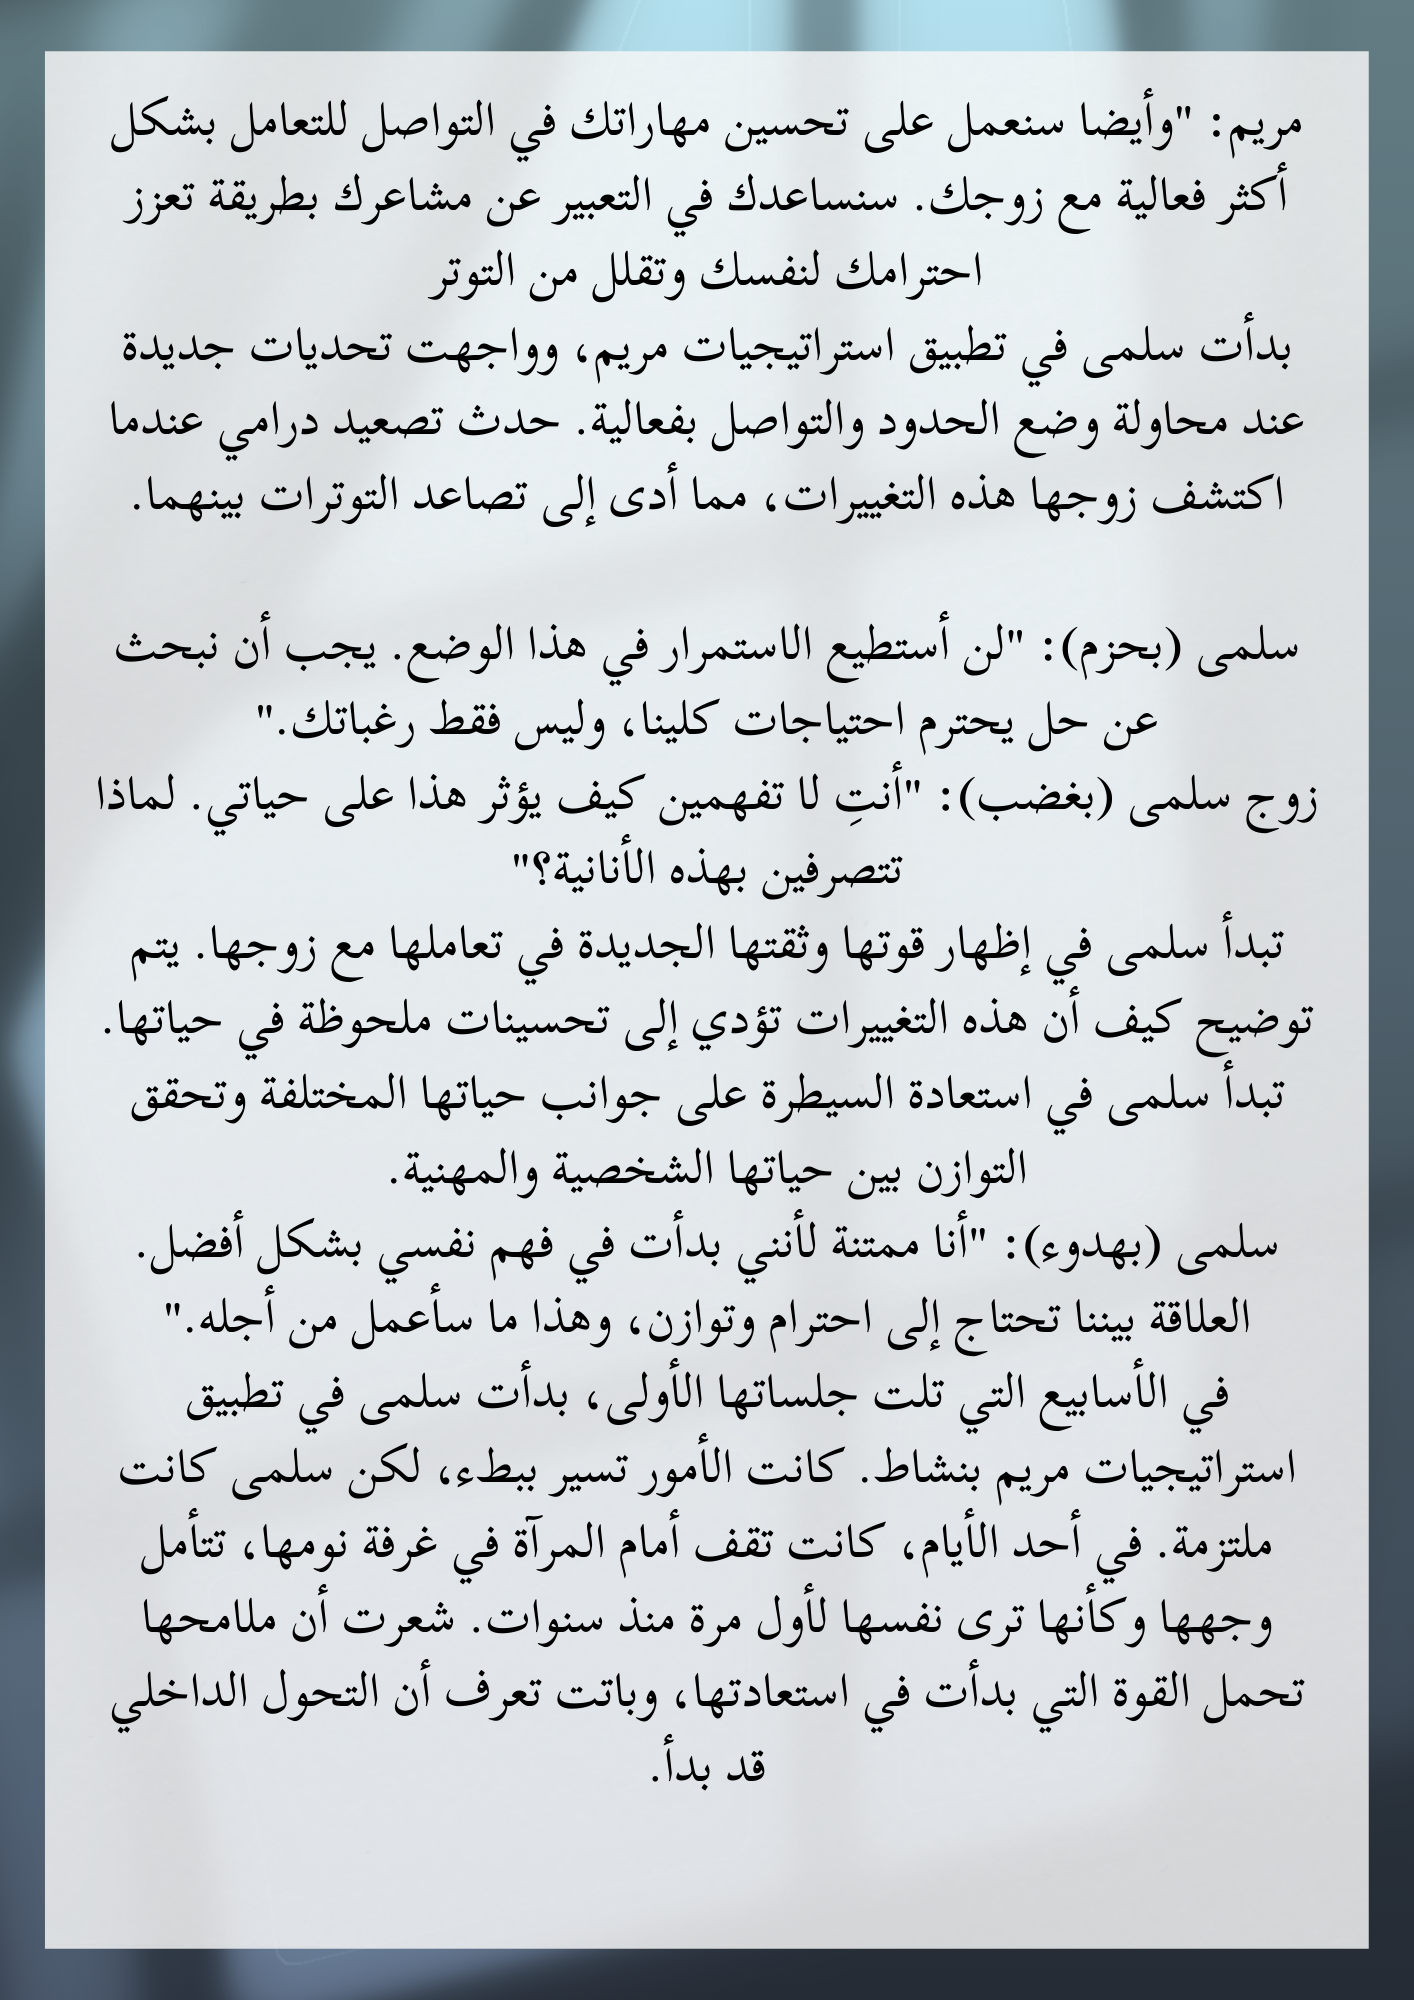 مريم: "وأيضا سنعمل على تحسين مهاراتك في التواصل للتعامل بشكل
أكثر فعالية مع زوجك. سنساعدك في التعبير عن مشاعرك بطريقة تعزز
احترامك لنفسك وتقلل من التوتر
بدأت سلمى في تطبيق استراتيجيات مريم، وواجهت تحديات جديدة
عند محاولة وضع الحدود والتواصل بفعالية. حدث تصعيد درامي عندما
اكتشف زوجها هذه التغييرات، مما أدى إلى تصاعد التوترات بينهما.
سلمى (بحزم): "لن أستطيع الاستمرار في هذا الوضع. يجب أن نبحث
عن حل يحترم احتياجات كلينا، وليس فقط رغباتك."
زوج سلمى (بغضب): "أنتِ لا تفهمين كيف يؤثر هذا على حياتي. لماذا
تتصرفين بهذه الأنانية؟"
تبدأ سلمى في إظهار قوتها وثقتها الجديدة في تعاملها مع زوجها. يتم
توضيح كيف أن هذه التغييرات تؤدي إلى تحسينات ملحوظة في حياتها.
تبدأ سلمى في استعادة السيطرة على جوانب حياتها المختلفة وتحقق
التوازن بين حياتها الشخصية والمهنية.
سلمى (بهدوء): "أنا ممتنة لأنني بدأت في فهم نفسي بشكل أفضل.
العلاقة بيننا تحتاج إلى احترام وتوازن، وهذا ما سأعمل من أجله."
في الأسابيع التي تلت جلساتها الأولى، بدأت سلمى في تطبيق
استراتيجيات مريم بنشاط. كانت الأمور تسير ببطء، لكن سلمى كانت
ملتزمة. في أحد الأيام، كانت تقف أمام المرآة في غرفة نومها، تتأمل
وجهها وكأنها ترى نفسها لأول مرة منذ سنوات. شعرت أن ملامحها
تحمل القوة التي بدأت في استعادتها، وباتت تعرف أن التحول الداخلي
قد بدأ.